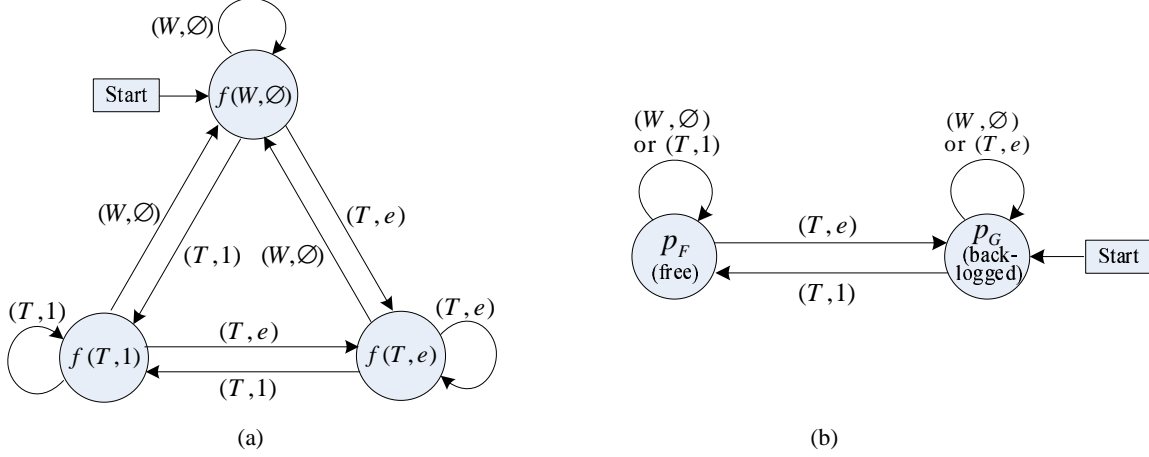 (W,∅)
Start
f(W,∅)
(W,∅)
(T,1)
(W,∅)
(T,e)
(T,1)
f(T,1)
(T,e)
(T,1)
f(T,e)
(T,e)
(a)
(W,∅)
or (T,1)
(W,∅)
or (T,e)
p_F
(free)
(T,e)
(T,1)
p_G
(back-
logged)
Start
(b)